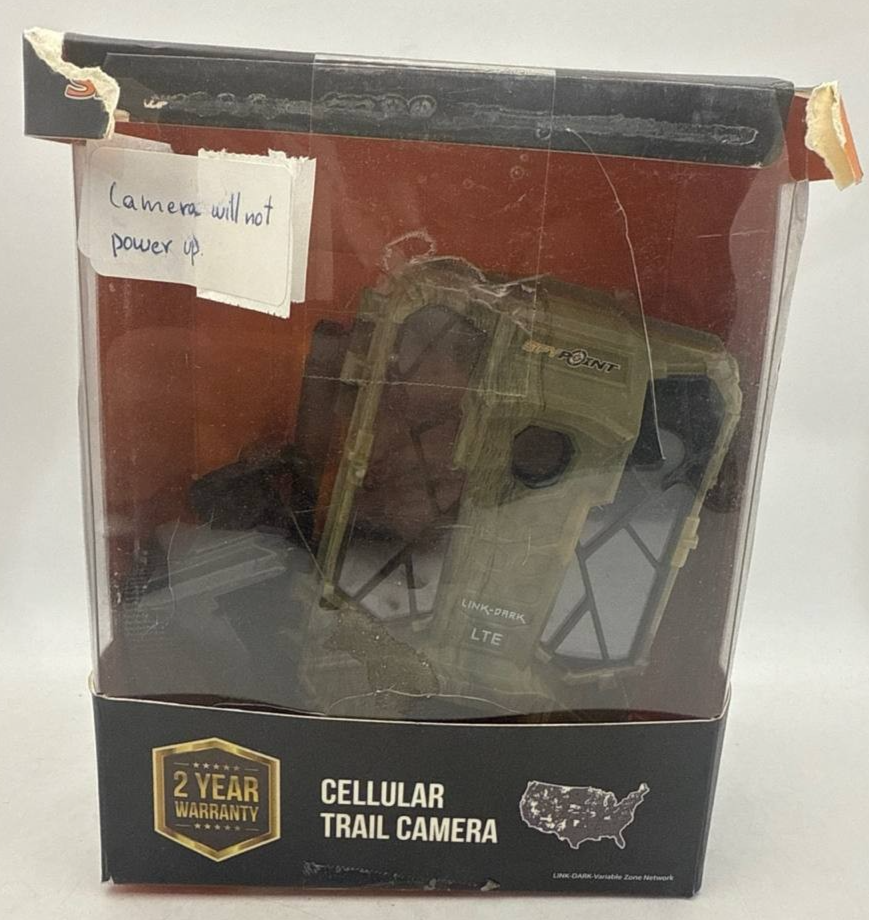 Camera will not
power up.
SPYPOINT
LINK-DARK
LTE
2 YEAR
WARRANTY
CELLULAR
TRAIL CAMERA
LINK-DARK-Variable Zone Network